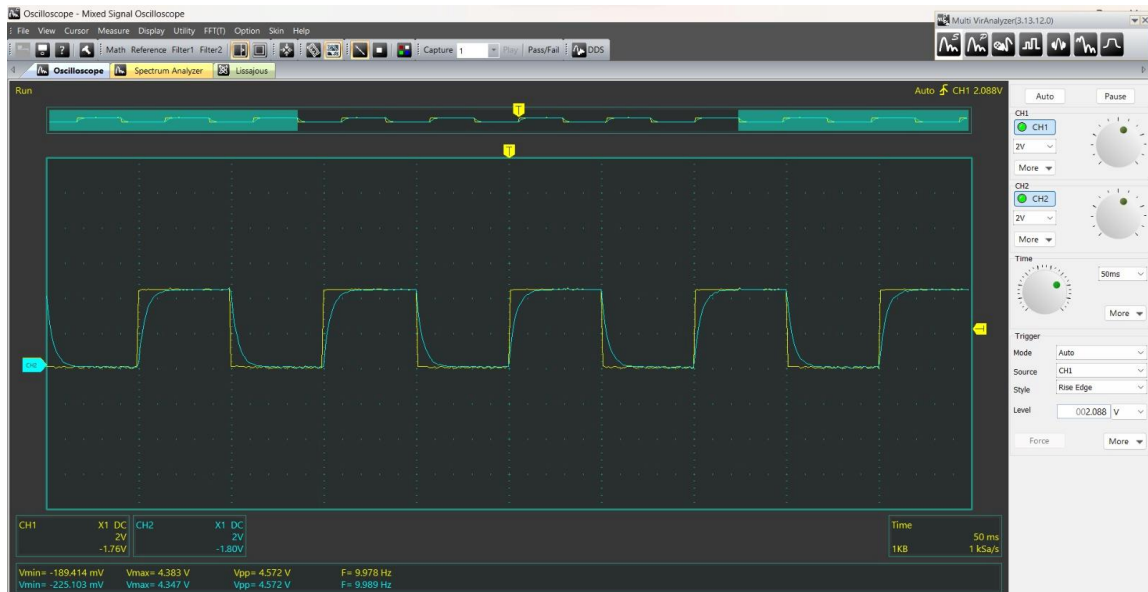 Oscilloscope - Mixed Signal Oscilloscope
Multi VirAnalyzer(3.13.12.0)
File View Cursor Measure Display Utility FFT(T) Option Skin Help
Math Reference Filter1 Filter2 Capture 1 Play Pass/Fail DDS
Oscilloscope Spectrum Analyzer Lissajous
Run
Auto CH1 2.088V
T
T
CH2
Auto Pause
CH1
CH1
2V
More
CH2
CH2
2V
More
Time
50ms
More
Trigger
Mode Auto
Source CH1
Style Rise Edge
Level 002.088 V
Force More
CH1 X1 DC
2V
-1.76V
CH2 X1 DC
2V
-1.80V
Time
50 ms
1KB 1 kSa/s
Vmin= -189.414 mV Vmax= 4.383 V Vpp= 4.572 V F= 9.978 Hz
Vmin= -225.103 mV Vmax= 4.347 V Vpp= 4.572 V F= 9.989 Hz